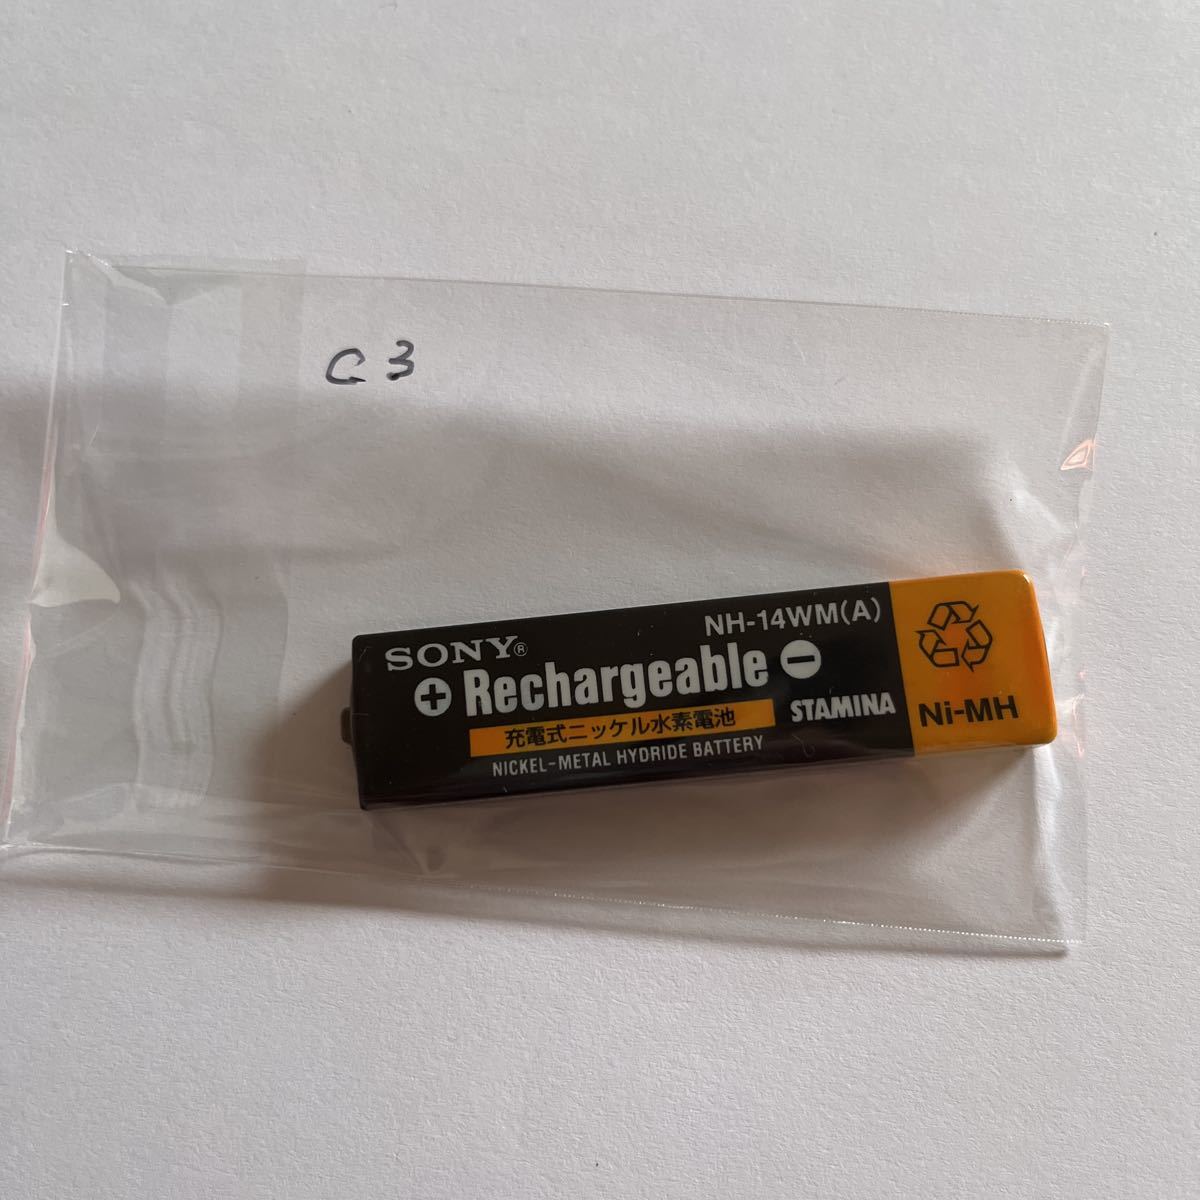 C3
SONY®
NH-14WM(A)
+ Rechargeable −
充電式ニッケル水素電池
STAMINA
Ni-MH
NICKEL-METAL HYDRIDE BATTERY